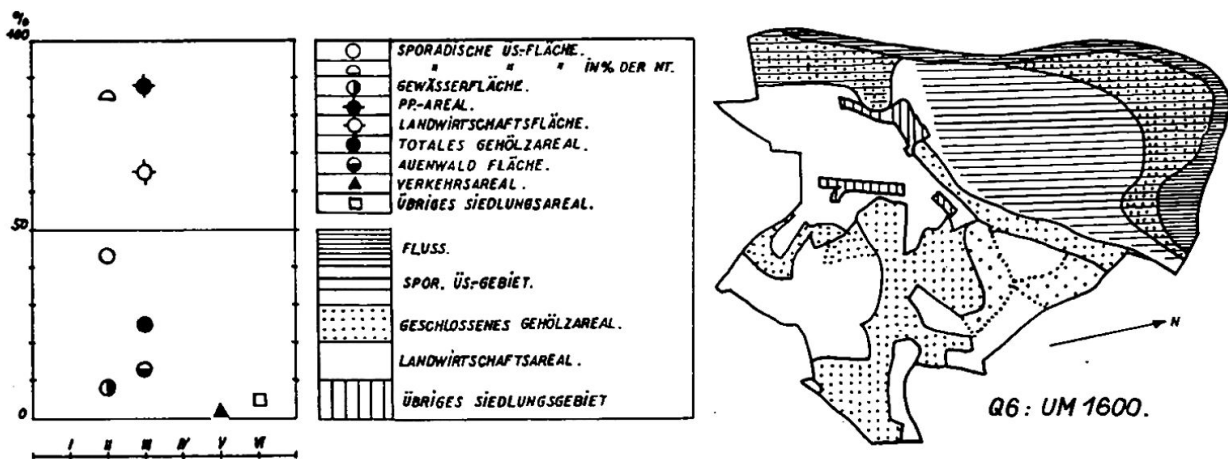 %
100
50
0
I II III IV V VI
SPORADISCHE ÜS-FLÄCHE.
" " " IN % DER NT.
GEWÄSSERFLÄCHE.
PP.-AREAL.
LANDWIRTSCHAFTSFLÄCHE.
TOTALES GEHÖLZAREAL.
AUENWALD FLÄCHE.
VERKEHRSAREAL.
ÜBRIGES SIEDLUNGSAREAL.
FLUSS.
SPOR. ÜS.-GEBIET.
GESCHLOSSENES GEHÖLZAREAL.
LANDWIRTSCHAFTSAREAL.
ÜBRIGES SIEDLUNGSGEBIET
N
Q6: UM 1600.